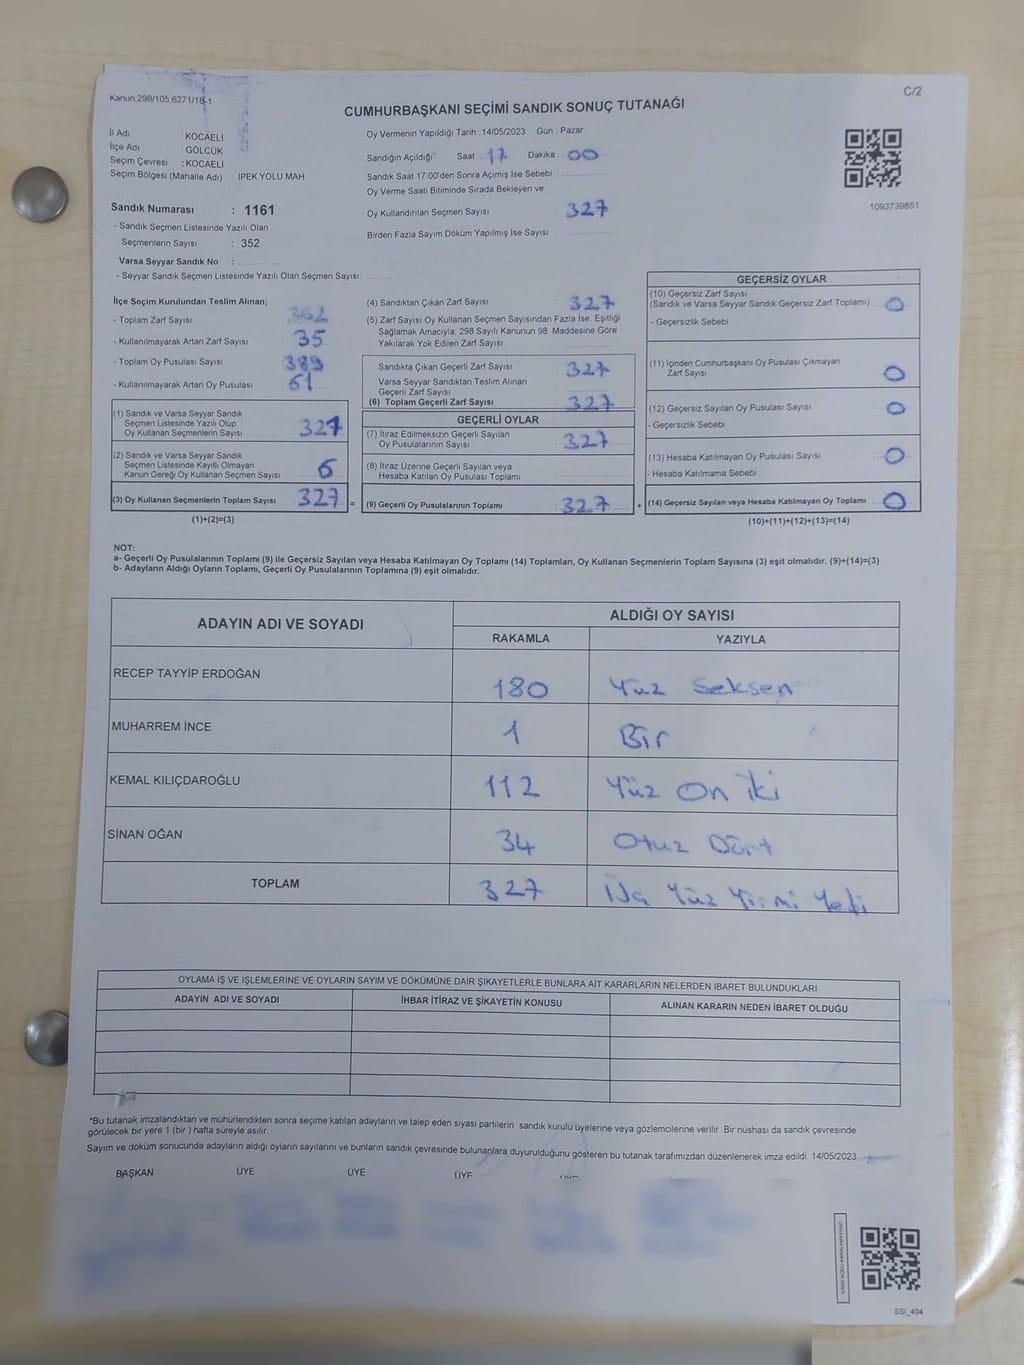 Kanun:298/105;6271/18-1
C/2
CUMHURBAŞKANI SEÇİMİ SANDIK SONUÇ TUTANAĞI
İl Adı KOCAELİ
İlçe Adı GÖLCÜK
Seçim Çevresi :KOCAELİ
Seçim Bölgesi (Mahalle Adı) İPEK YOLU MAH.
Oy Vermenin Yapıldığı Tarih :14/05/2023 Gün : Pazar
Sandığın Açıldığı Saat 17 Dakika 00
Sandık Saat 17:00'den Sonra Açımış İse Sebebi
Oy Verme Saati Bitiminde Sırada Bekleyen ve
Oy Kullandırılan Seçmen Sayısı 327
Birden Fazla Sayım Döküm Yapılmış İse Sayısı
1093739851
Sandık Numarası : 1161
- Sandık Seçmen Listesinde Yazılı Olan
Seçmenlerin Sayısı : 352
Varsa Seyyar Sandık No :
- Seyyar Sandık Seçmen Listesinde Yazılı Olan Seçmen Sayısı:
İlçe Seçim Kurulundan Teslim Alınan;
- Toplam Zarf Sayısı 362
- Kullanılmayarak Artan Zarf Sayısı 35
- Toplam Oy Pusulası Sayısı 389
- Kullanılmayarak Artan Oy Pusulası 61
(1) Sandık ve Varsa Seyyar Sandık
Seçmen Listesinde Yazılı Olup
Oy Kullanan Seçmenlerin Sayısı
(2) Sandık ve Varsa Seyyar Sandık
Seçmen Listesinde Kayıtlı Olmayan
Kanun Gereği Oy Kullanan Seçmen Sayısı 6
(3) Oy Kullanan Seçmenlerin Toplam Sayısı 327 =
(1)+(2)=(3)
(4) Sandıktan Çıkan Zarf Sayısı 327
(5) Zarf Sayısı Oy Kullanan Seçmen Sayısından Fazla İse, Eşitliği
Sağlamak Amacıyla, 298 Sayılı Kanunun 98. Maddesine Göre
Yakılarak Yok Edilen Zarf Sayısı
Sandıkta Çıkan Geçerli Zarf Sayısı 327
Varsa Seyyar Sandıktan Teslim Alınan
Geçerli Zarf Sayısı
(6) Toplam Geçerli Zarf Sayısı 327
GEÇERLİ OYLAR
(7) İtiraz Edilmeksizin Geçerli Sayılan
Oy Pusulalarının Sayısı 327
(8) İtiraz Üzerine Geçerli Sayılan veya
Hesaba Katılan Oy Pusulası Toplamı
(9) Geçerli Oy Pusulalarının Toplamı 327 +
GEÇERSİZ OYLAR
(10) Geçersiz Zarf Sayısı
(Sandık ve Varsa Seyyar Sandık Geçersiz Zarf Toplamı) 0
- Geçersizlik Sebebi
(11) İçinden Cumhurbaşkanı Oy Pusulası Çıkmayan
Zarf Sayısı 0
(12) Geçersiz Sayılan Oy Pusulası Sayısı 0
- Geçersizlik Sebebi
(13) Hesaba Katılmayan Oy Pusulası Sayısı 0
- Hesaba Katılmama Sebebi
(14) Geçersiz Sayılan veya Hesaba Katılmayan Oy Toplamı : 0
(10)+(11)+(12)+(13)=(14)
NOT:
a- Geçerli Oy Pusulalarının Toplamı (9) ile Geçersiz Sayılan veya Hesaba Katılmayan Oy Toplamı (14) Toplamları, Oy Kullanan Seçmenlerin Toplam Sayısına (3) eşit olmalıdır. (9)+(14)=(3)
b- Adayların Aldığı Oyların Toplamı, Geçerli Oy Pusulalarının Toplamına (9) eşit olmalıdır.
ADAYIN ADI VE SOYADI ALDIĞI OY SAYISI
RAKAMLA YAZIYLA
RECEP TAYYİP ERDOĞAN 180 Yüz Seksen
MUHARREM İNCE 1 Bir
KEMAL KILIÇDAROĞLU 112 Yüz On iki
SİNAN OĞAN 34 Otuz Dört
TOPLAM 327 Yüz Yirmi Yedi
OYLAMA İŞ VE İŞLEMLERİNE VE OYLARIN SAYIM VE DÖKÜMÜNE DAİR ŞİKAYETLERLE BUNLARA AİT KARARLARIN NELERDEN İBARET BULUNDUKLARI
ADAYIN ADI VE SOYADI İHBAR İTİRAZ VE ŞİKAYETİN KONUSU ALINAN KARARIN NEDEN İBARET OLDUĞU
*Bu tutanak imzalandıktan ve mühürlendikten sonra seçime katılan adayların ve talep eden siyasi partilerin sandık kurulu üyelerine veya gözlemcilerine verilir. Bir nüshası da sandık çevresinde
görülecek bir yere 1 (bir ) hafta süreyle asılır.
Sayım ve döküm sonucunda adayların aldığı oyların sayılarını ve bunların sandık çevresinde bulunanlara duyurulduğunu gösteren bu tutanak tarafımızdan düzenlenerek imza edildi. 14/05/2023
BAŞKAN ÜYE ÜYE ÜYE
SSI_404